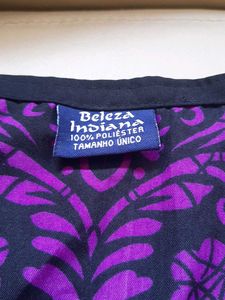 Beleza
Indiana
100% POLIÉSTER
TAMANHO ÚNICO